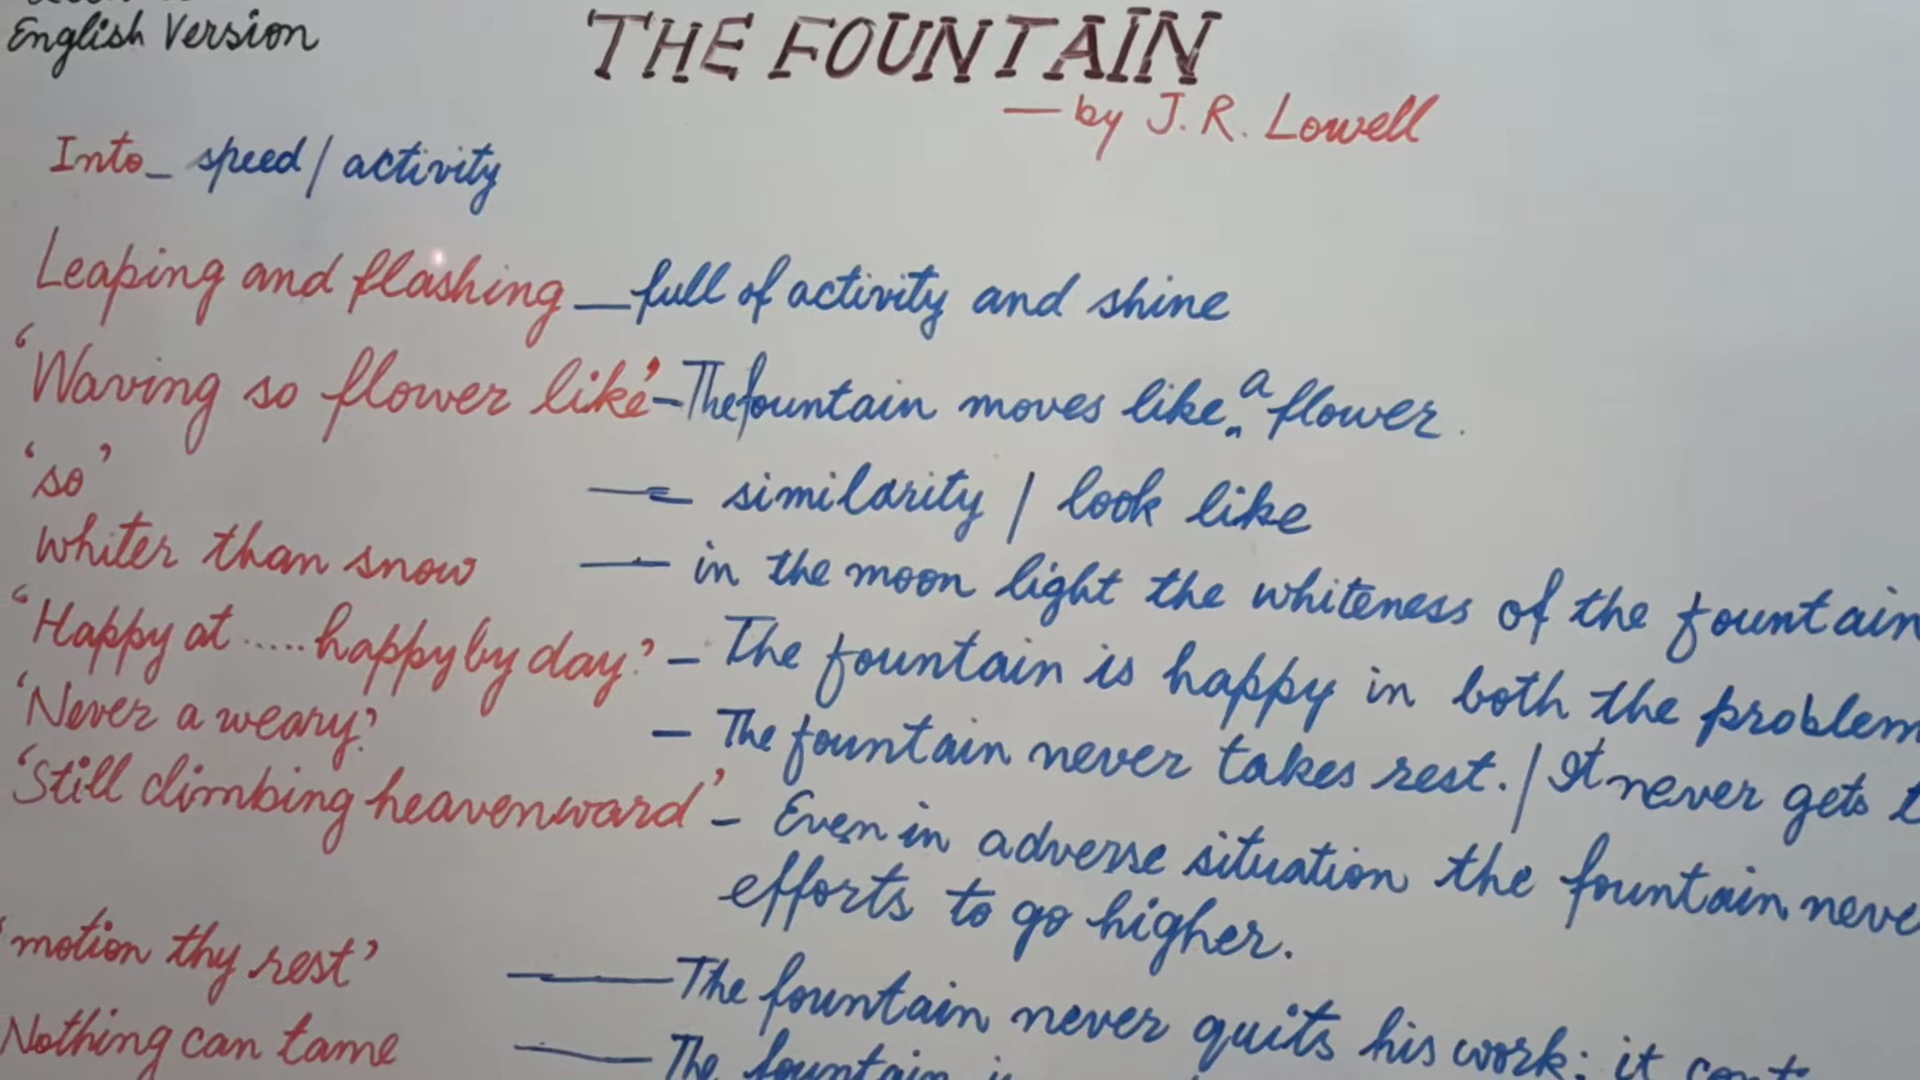 English Version
THE FOUNTAIN
— by J. R. Lowell
Into _ speed / activity
Leaping and flashing — full of activity and shine
'Waving so flower like' - The fountain moves like a flower.
'so' — similarity / look like
whiter than snow — in the moon light the whiteness of the fountain
'Happy at ..... happy by day.' - The fountain is happy in both the problem
'Never a weary' - The fountain never takes rest. / It never gets
'Still climbing heavenward' - Even in adverse situation the fountain neve
efforts to go higher.
'motion thy rest' — The fountain never quits his work; it cont
Nothing can tame — The fountain i